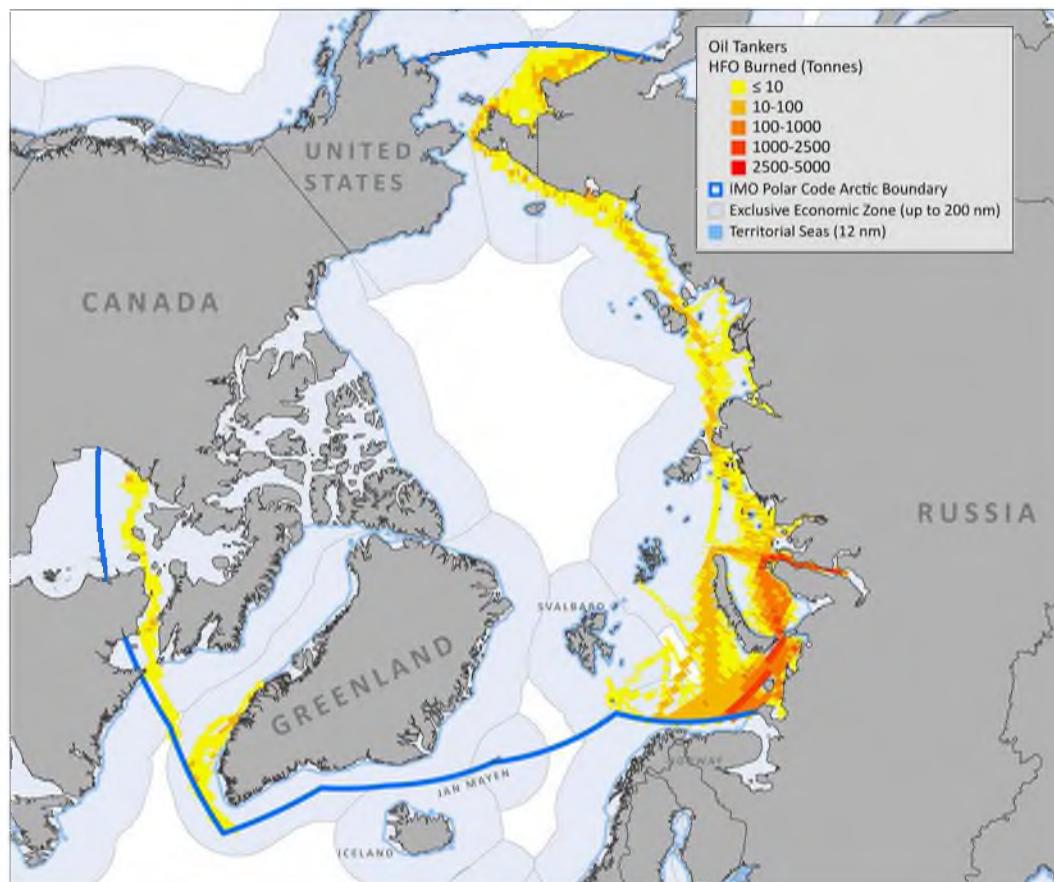 Oil Tankers
HFO Burned (Tonnes)
≤ 10
10-100
100-1000
1000-2500
2500-5000
IMO Polar Code Arctic Boundary
Exclusive Economic Zone (up to 200 nm)
Territorial Seas (12 nm)
UNITED
STATES
CANADA
RUSSIA
SVALBARD
GREENLAND
NORWAY
JAN MAYEN
ICELAND